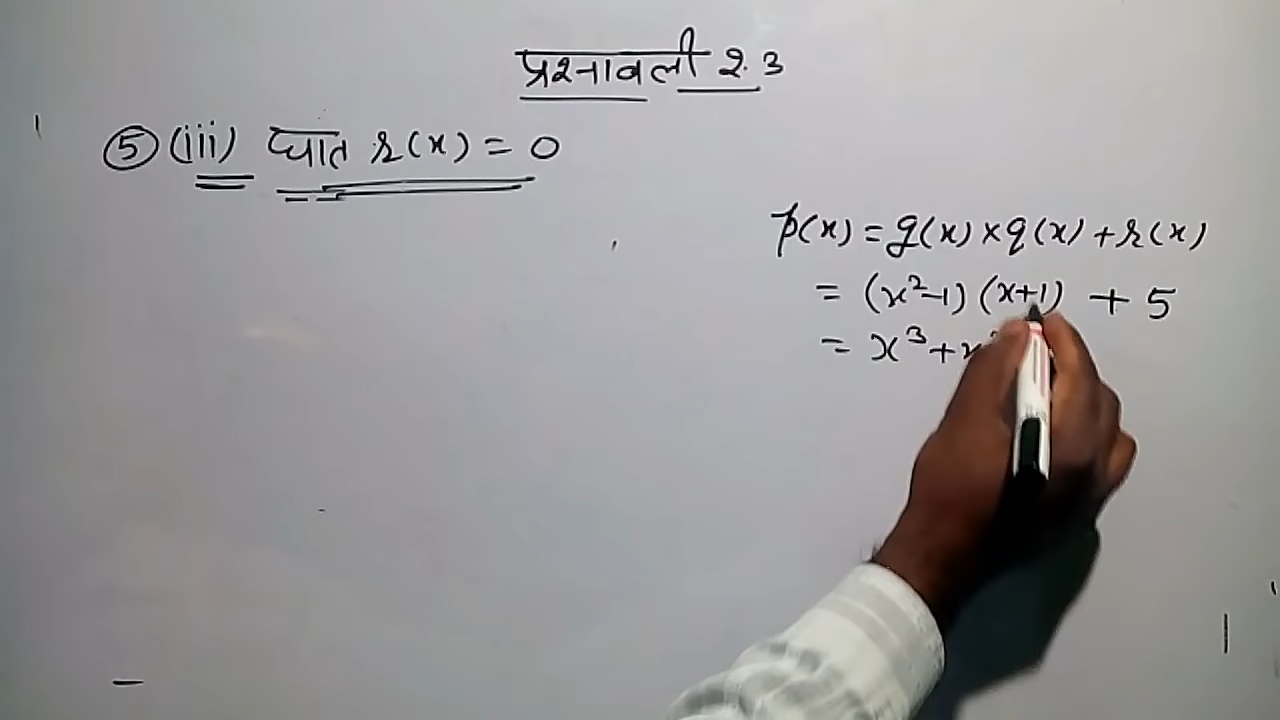 प्रश्नावली 2.3
⑤ (iii) घात r(x) = 0
p(x) = g(x) × q(x) + r(x)
= (x²-1) (x+1) + 5
= x³ + x